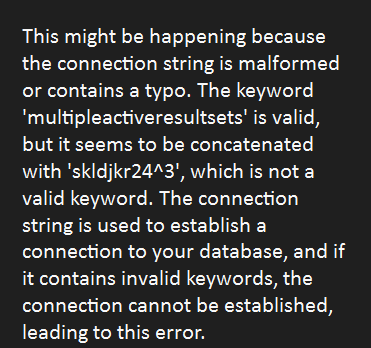 This might be happening because
the connection string is malformed
or contains a typo. The keyword
'multipleactiveresultsets' is valid,
but it seems to be concatenated
with 'skldjkr24^3', which is not a
valid keyword. The connection
string is used to establish a
connection to your database, and if
it contains invalid keywords, the
connection cannot be established,
leading to this error.